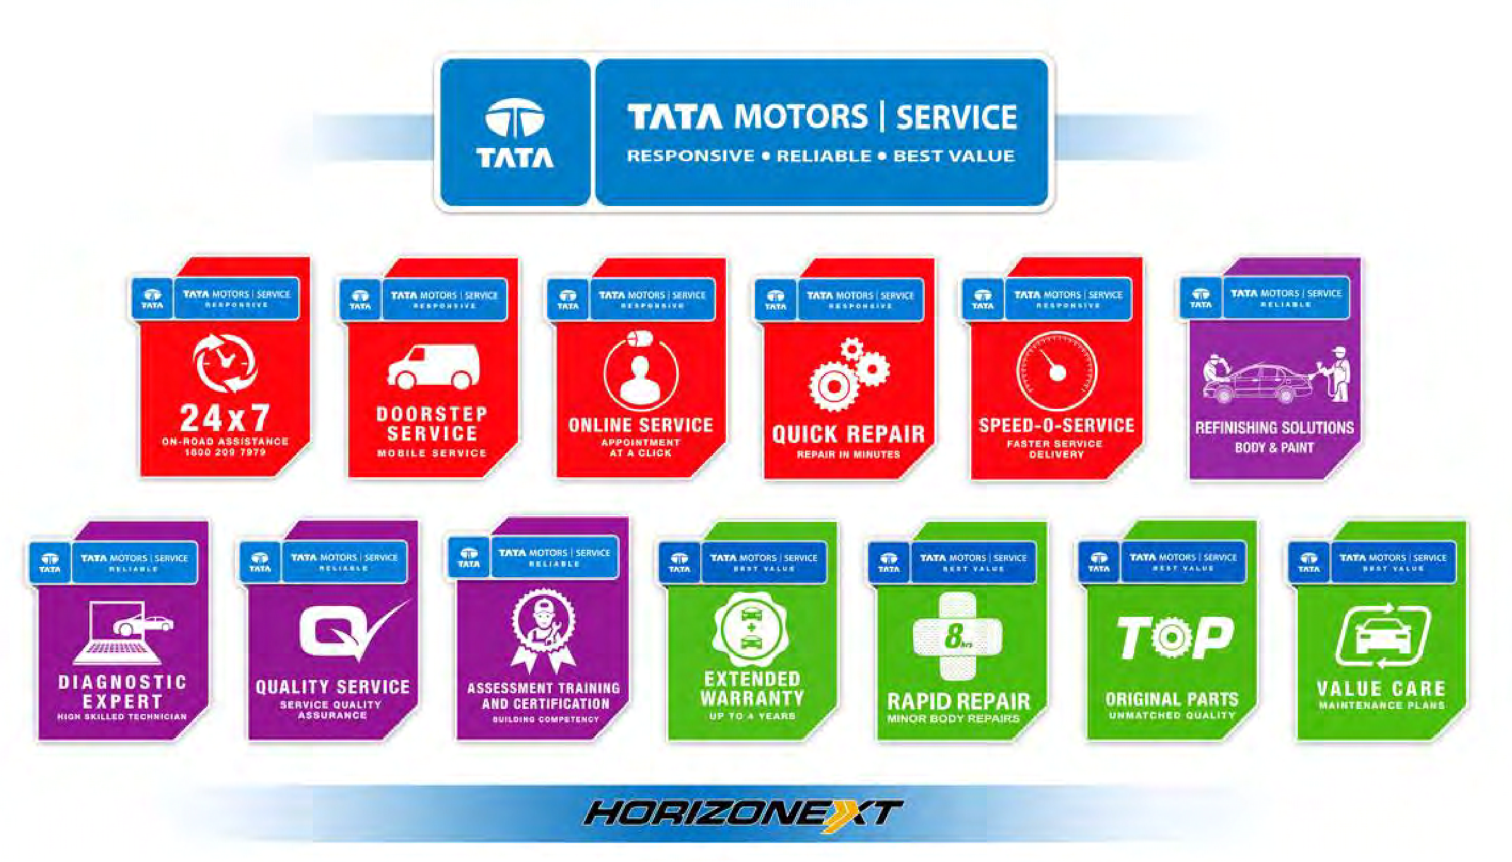 TATA
TATA MOTORS | SERVICE
RESPONSIVE • RELIABLE • BEST VALUE
TATA
TATA MOTORS | SERVICE
RESPONSIVE
24x7
ON-ROAD ASSISTANCE
1800 209 7979
TATA
TATA MOTORS | SERVICE
RESPONSIVE
DOORSTEP
SERVICE
MOBILE SERVICE
TATA
TATA MOTORS | SERVICE
RESPONSIVE
ONLINE SERVICE
APPOINTMENT
AT A CLICK
TATA
TATA MOTORS | SERVICE
RESPONSIVE
QUICK REPAIR
REPAIR IN MINUTES
TATA
TATA MOTORS | SERVICE
RESPONSIVE
SPEED-O-SERVICE
FASTER SERVICE
DELIVERY
TATA
TATA MOTORS | SERVICE
RELIABLE
REFINISHING SOLUTIONS
BODY & PAINT
TATA
TATA MOTORS | SERVICE
RELIABLE
DIAGNOSTIC
EXPERT
HIGH SKILLED TECHNICIAN
TATA
TATA MOTORS | SERVICE
RELIABLE
Q
QUALITY SERVICE
SERVICE QUALITY
ASSURANCE
TATA
TATA MOTORS | SERVICE
RELIABLE
ASSESSMENT TRAINING
AND CERTIFICATION
BUILDING COMPETENCY
TATA
TATA MOTORS | SERVICE
BEST VALUE
EXTENDED
WARRANTY
UP TO 4 YEARS
TATA
TATA MOTORS | SERVICE
BEST VALUE
8hrs
RAPID REPAIR
MINOR BODY REPAIRS
TATA
TATA MOTORS | SERVICE
BEST VALUE
TOP
ORIGINAL PARTS
UNMATCHED QUALITY
TATA
TATA MOTORS | SERVICE
BEST VALUE
VALUE CARE
MAINTENANCE PLANS
HORIZONEXT